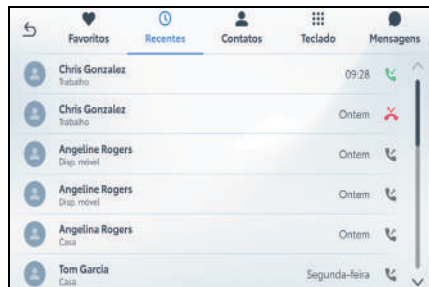 Favoritos
Recentes
Contatos
Teclado
Mensagens
Chris Gonzalez
09:28
Trabalho
Chris Gonzalez
Ontem
Trabalho
Angeline Rogers
Ontem
Disp. móvel
Angeline Rogers
Ontem
Disp. móvel
Angelina Rogers
Ontem
Casa
Tom Garcia
Segunda-feira
Casa